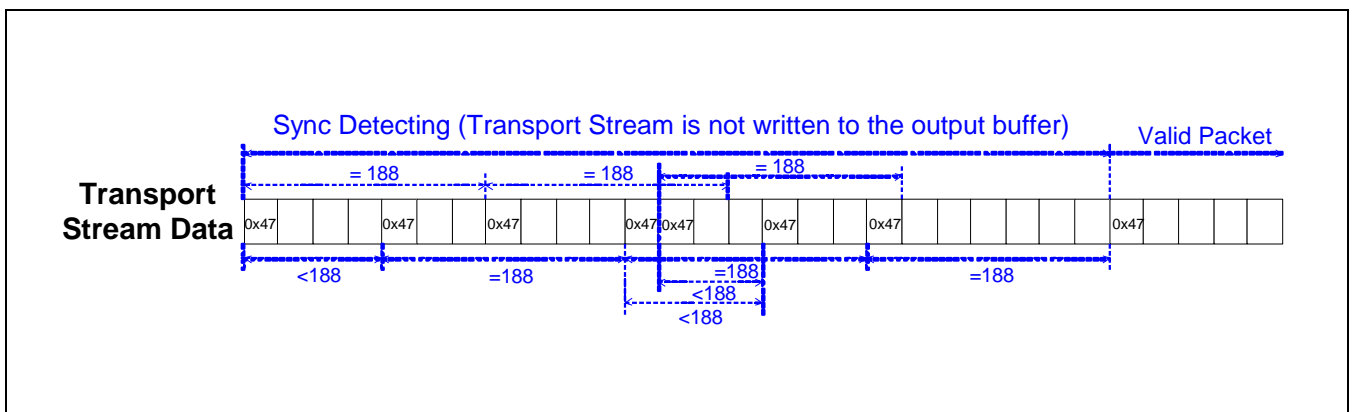 Sync Detecting (Transport Stream is not written to the output buffer)
Valid Packet
= 188
= 188
= 188
Transport
Stream Data
0x47
0x47
0x47
0x47
0x47
0x47
0x47
0x47
<188
=188
=188
=188
<188
<188